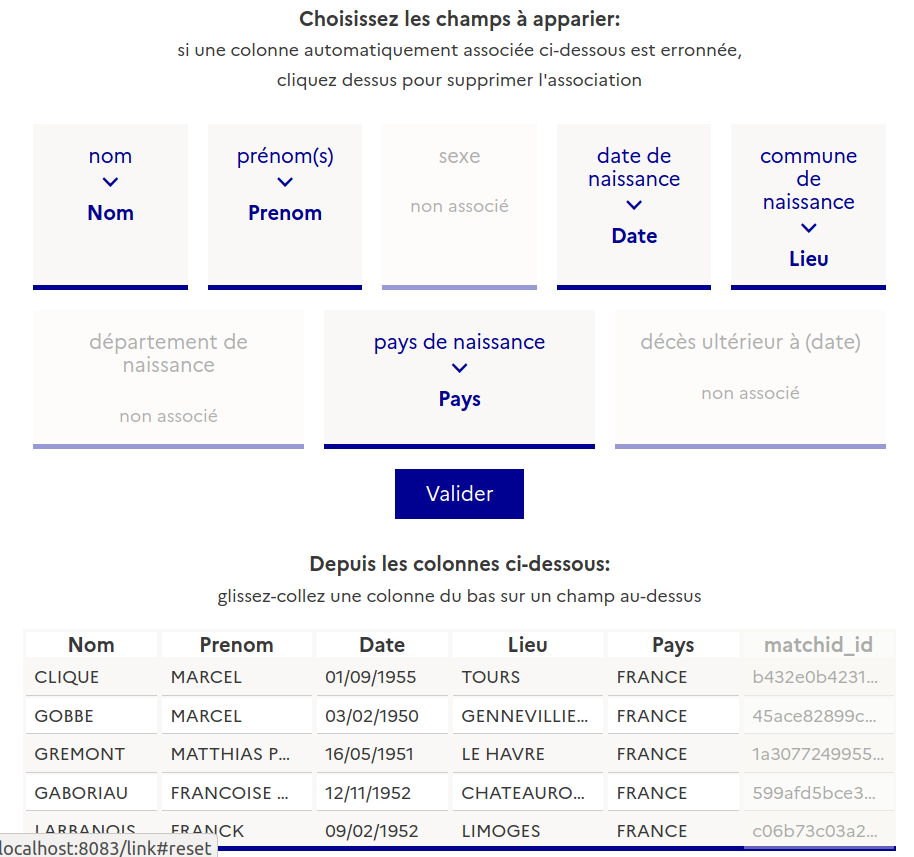 Choisissez les champs à apparier:
si une colonne automatiquement associée ci-dessous est erronnée,
cliquez dessus pour supprimer l'association
nom
Nom
prénom(s)
Prenom
sexe
non associé
date de
naissance
Date
commune
de
naissance
Lieu
département de
naissance
non associé
pays de naissance
Pays
décès ultérieur à (date)
non associé
Valider
Depuis les colonnes ci-dessous:
glissez-collez une colonne du bas sur un champ au-dessus
Nom Prenom Date Lieu Pays matchid_id
CLIQUE MARCEL 01/09/1955 TOURS FRANCE b432e0b4231...
GOBBE MARCEL 03/02/1950 GENNEVILLIE... FRANCE 45ace82899c...
GREMONT MATTHIAS P... 16/05/1951 LE HAVRE FRANCE 1a3077249955...
GABORIAU FRANCOISE ... 12/11/1952 CHATEAURO... FRANCE 599afd5bce3...
LARBANOIS FRANCK 09/02/1952 LIMOGES FRANCE c06b73c03a2...
localhost:8083/link#reset